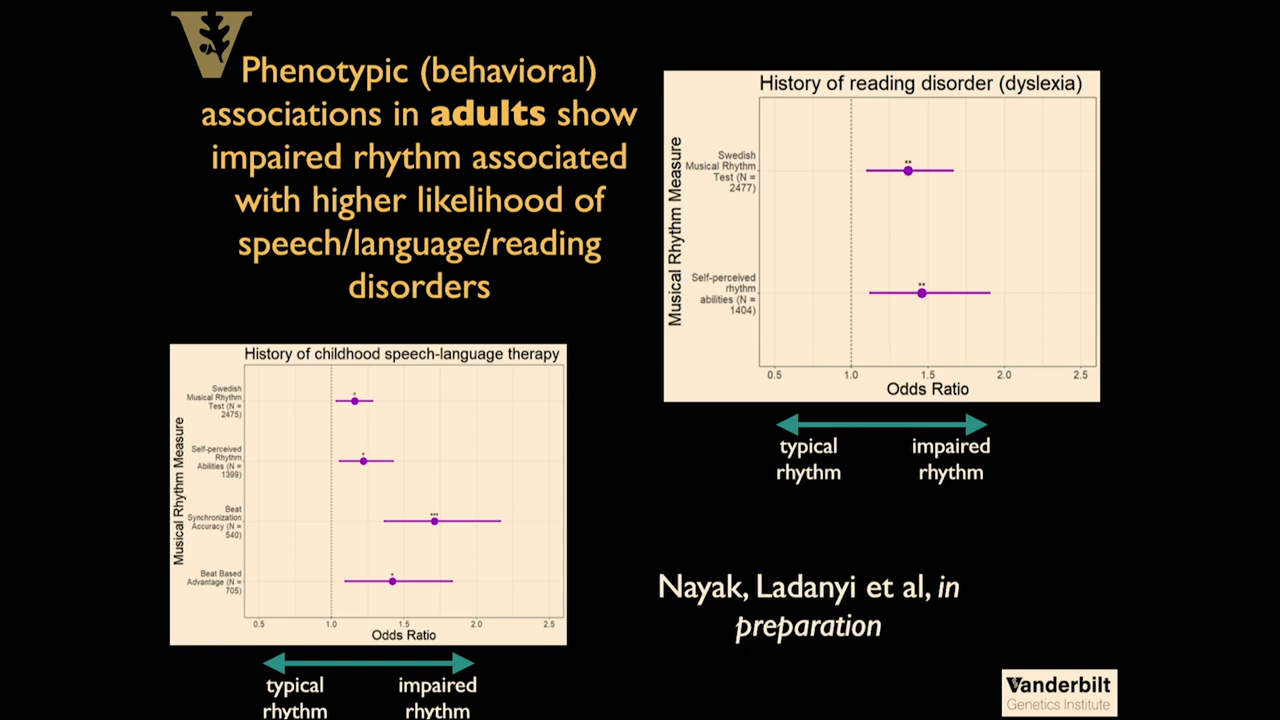 Phenotypic (behavioral)
associations in adults show
impaired rhythm associated
with higher likelihood of
speech/language/reading
disorders
History of reading disorder (dyslexia)
Musical Rhythm Measure
Swedish
Musical Rhythm
Test (N =
2477)
**
Self-perceived
rhythm
abilities (N =
1404)
**
0.5 1.0 1.5 2.0 2.5
Odds Ratio
typical
rhythm
impaired
rhythm
History of childhood speech-language therapy
Musical Rhythm Measure
Swedish
Musical Rhythm
Test (N =
2475)
*
Self-perceived
Rhythm
Abilities (N =
1399)
*
Beat
Synchronization
Accuracy (N =
540)
***
Beat Based
Advantage (N =
705)
*
0.5 1.0 1.5 2.0 2.5
Odds Ratio
typical
rhythm
impaired
rhythm
Nayak, Ladanyi et al, in
preparation
Vanderbilt
Genetics Institute